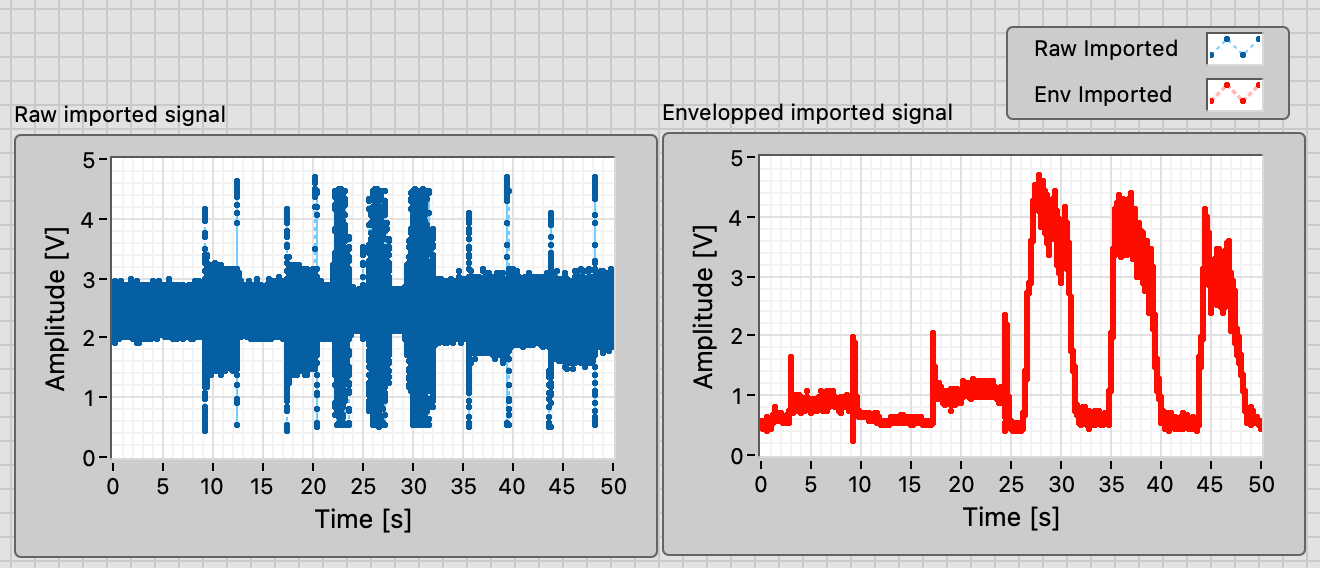 Raw Imported
Env Imported
Raw imported signal
Envelopped imported signal
5
4
3
2
1
0
Amplitude [V]
0 5 10 15 20 25 30 35 40 45 50
Time [s]
5
4
3
2
1
0
Amplitude [V]
0 5 10 15 20 25 30 35 40 45 50
Time [s]